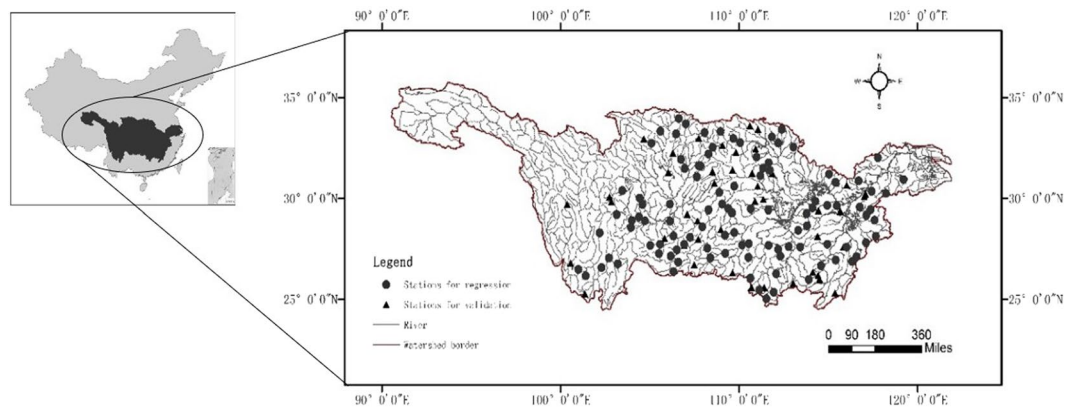 90° 0'0"E 100° 0'0"E 110° 0'0"E 120° 0'0"E
N
W E
S
35° 0'0"N 35° 0'0"N
30° 0'0"N 30° 0'0"N
25° 0'0"N 25° 0'0"N
Legend
Stations for regression
Stations for validation
River
Watershed border
0 90 180 360
Miles
90° 0'0"E 100° 0'0"E 110° 0'0"E 120° 0'0"E